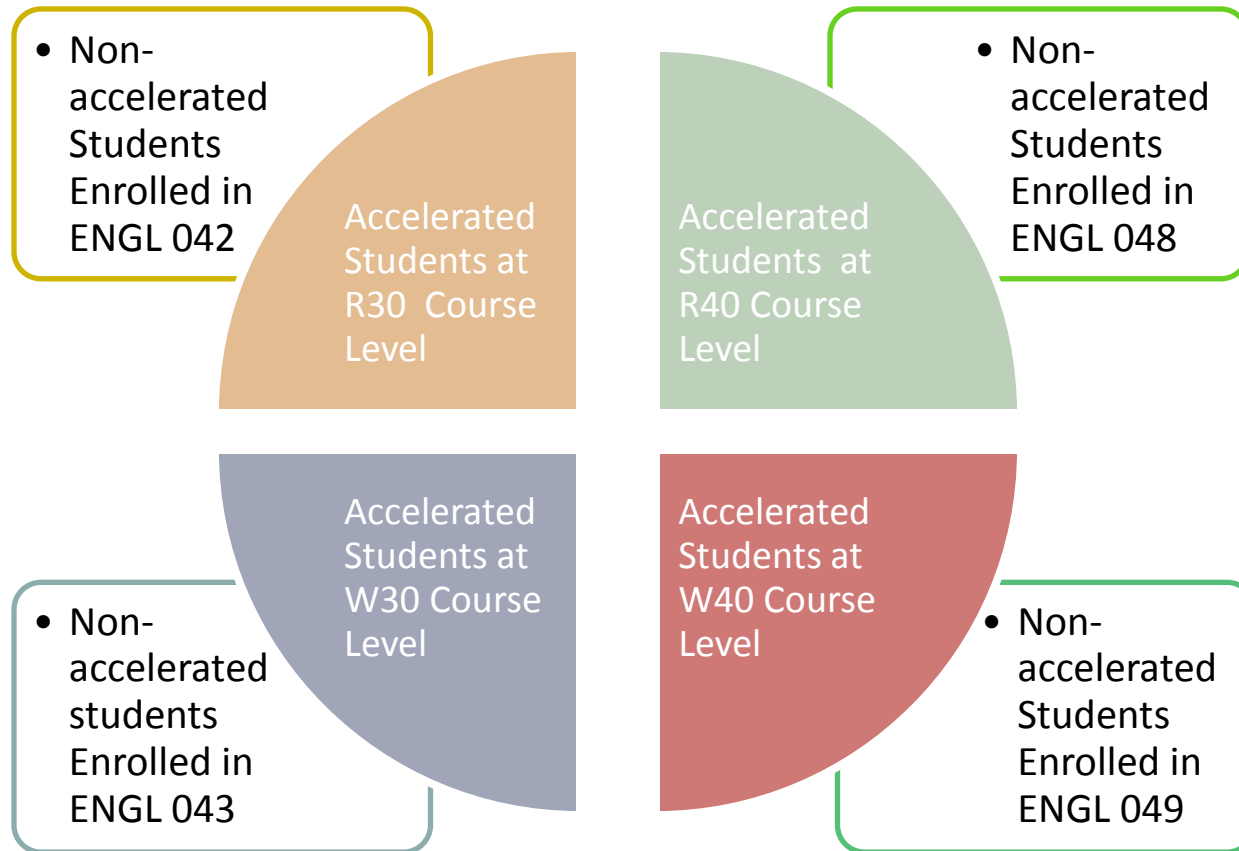 • Non-
accelerated
Students
Enrolled in
ENGL 042
Accelerated
Students at
R30 Course
Level
• Non-
accelerated
Students
Enrolled in
ENGL 048
Accelerated
Students at
R40 Course
Level
• Non-
accelerated
students
Enrolled in
ENGL 043
Accelerated
Students at
W30 Course
Level
Accelerated
Students at
W40 Course
Level
• Non-
accelerated
Students
Enrolled in
ENGL 049